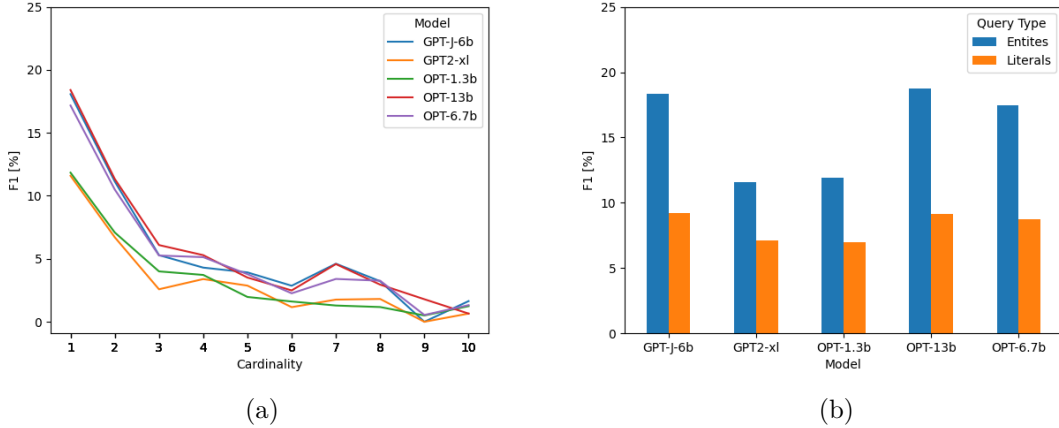 25
20
15
10
5
0
F1 [%]
1 2 3 4 5 6 7 8 9 10
Cardinality
Model
GPT-J-6b
GPT2-xl
OPT-1.3b
OPT-13b
OPT-6.7b
(a)
25
20
15
10
5
0
F1 [%]
Query Type
Entites
Literals
GPT-J-6b GPT2-xl OPT-1.3b OPT-13b OPT-6.7b
Model
(b)